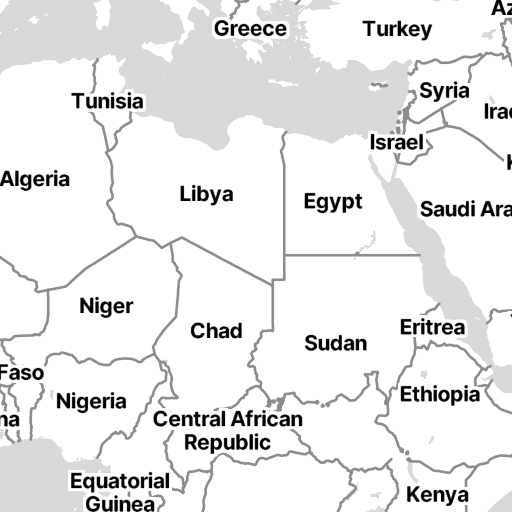 Az
Greece
Turkey
Syria
Tunisia
Irac
Israel
K
Algeria
Libya
Egypt
Saudi Ara
Niger
Chad
Sudan
Eritrea
Faso
Nigeria
Ethiopia
na
Central African
Republic
Equatorial
Guinea
Kenya